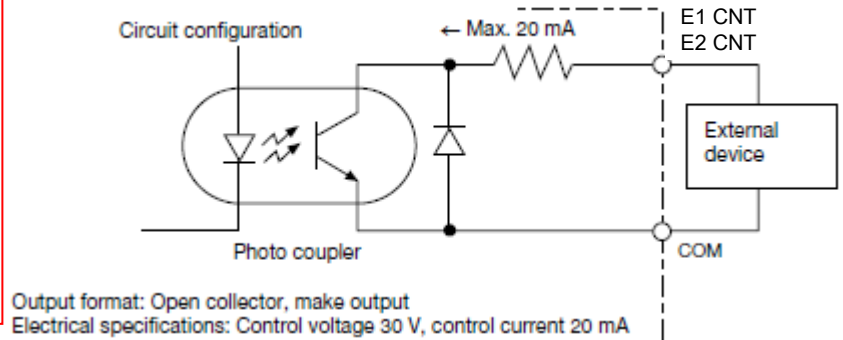 Circuit configuration
← Max. 20 mA
E1 CNT
E2 CNT
External
device
Photo coupler
COM
Output format: Open collector, make output
Electrical specifications: Control voltage 30 V, control current 20 mA